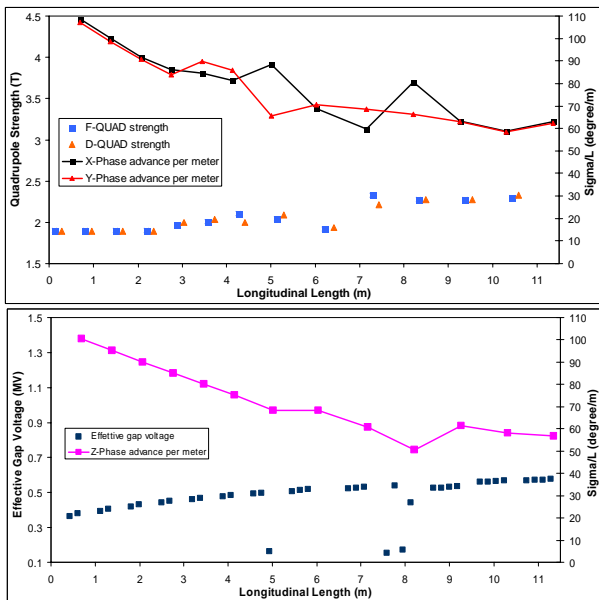 4.5
4
3.5
3
2.5
2
1.5
Quadrupole Strength (T)
F-QUAD strength
D-QUAD strength
X-Phase advance per meter
Y-Phase advance per meter
110
100
90
80
70
60
50
40
30
20
10
0
Sigma/L (degree/m)
0 1 2 3 4 5 6 7 8 9 10 11
Longitudinal Length (m)
1.5
1.3
1.1
0.9
0.7
0.5
0.3
0.1
Effective Gap Voltage (MV)
Effettive gap voltage
Z-Phase advance per meter
110
100
90
80
70
60
50
40
30
20
10
0
Sigma/L (degree/m)
0 1 2 3 4 5 6 7 8 9 10 11
Longitudinal Length (m)